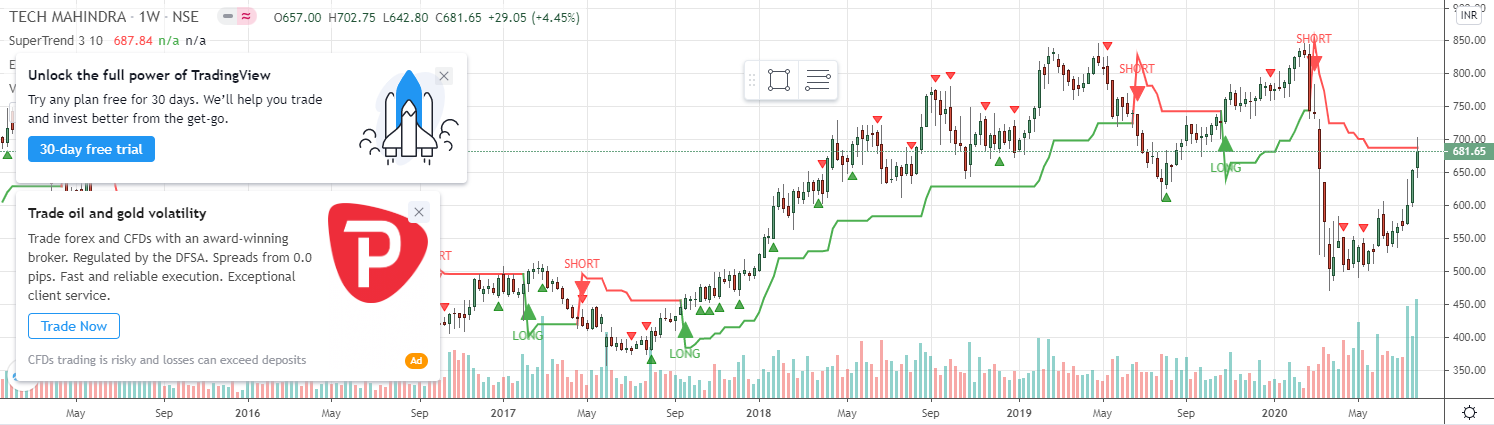 TECH MAHINDRA · 1W · NSE O657.00 H702.75 L642.80 C681.65 +29.05 (+4.45%)
SuperTrend 3 10 687.84 n/a n/a
E
V
Unlock the full power of TradingView
Try any plan free for 30 days. We'll help you trade
and invest better from the get-go.
30-day free trial
Trade oil and gold volatility
Trade forex and CFDs with an award-winning
broker. Regulated by the DFSA. Spreads from 0.0
pips. Fast and reliable execution. Exceptional
client service.
Trade Now
CFDs trading is risky and losses can exceed deposits
Ad
P
RT
LONG
SHORT
LONG
SHORT
LONG
SHORT
INR
900.00
850.00
800.00
750.00
700.00
681.65
650.00
600.00
550.00
500.00
450.00
400.00
350.00
May Sep 2016 May Sep 2017 May Sep 2018 May Sep 2019 May Sep 2020 May